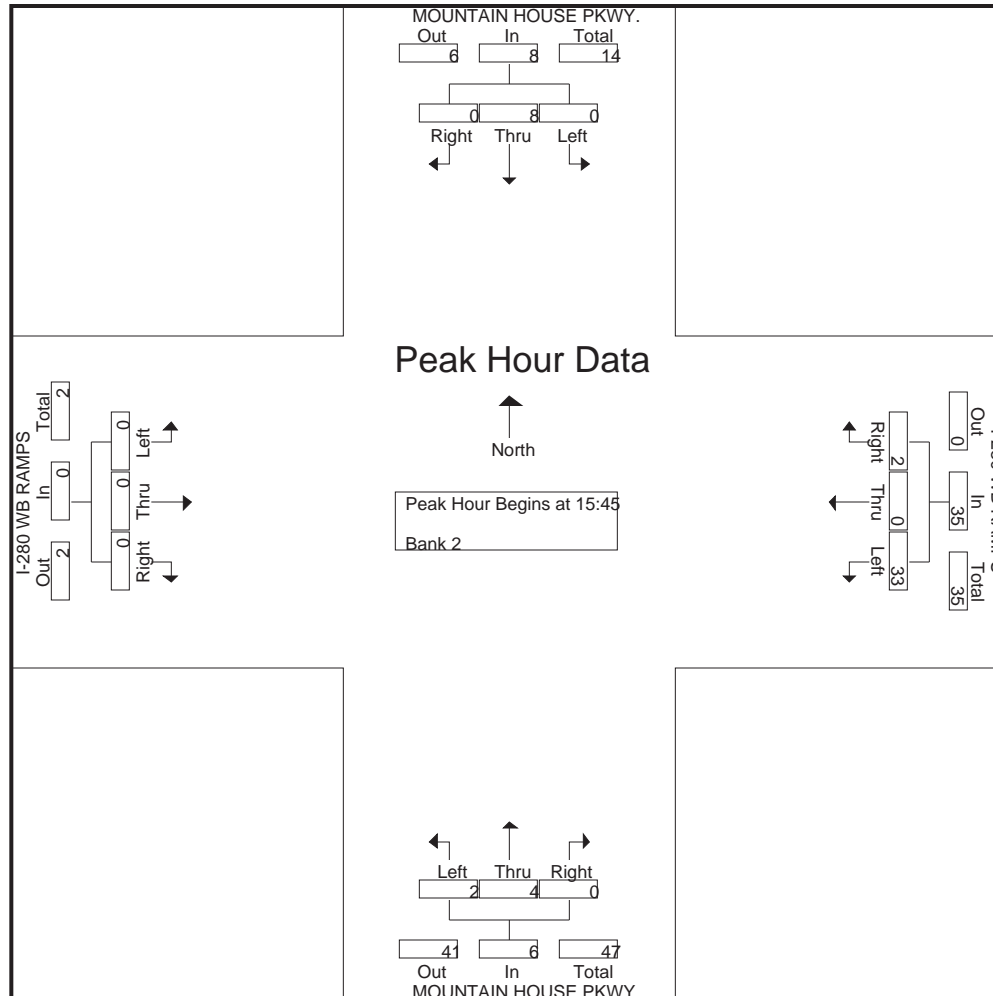 MOUNTAIN HOUSE PKWY.
Out In Total
6 8 14
0 8 0
Right Thru Left
Peak Hour Data
North
Peak Hour Begins at 15:45
Bank 2
I-280 WB RAMPS
Total In Out
2 0 2
0 0 0
Left Thru Right
Right Thru Left
2 0 33
0 35 35
Out In Total
Left Thru Right
2 4 0
41 6 47
Out In Total
MOUNTAIN HOUSE PKWY